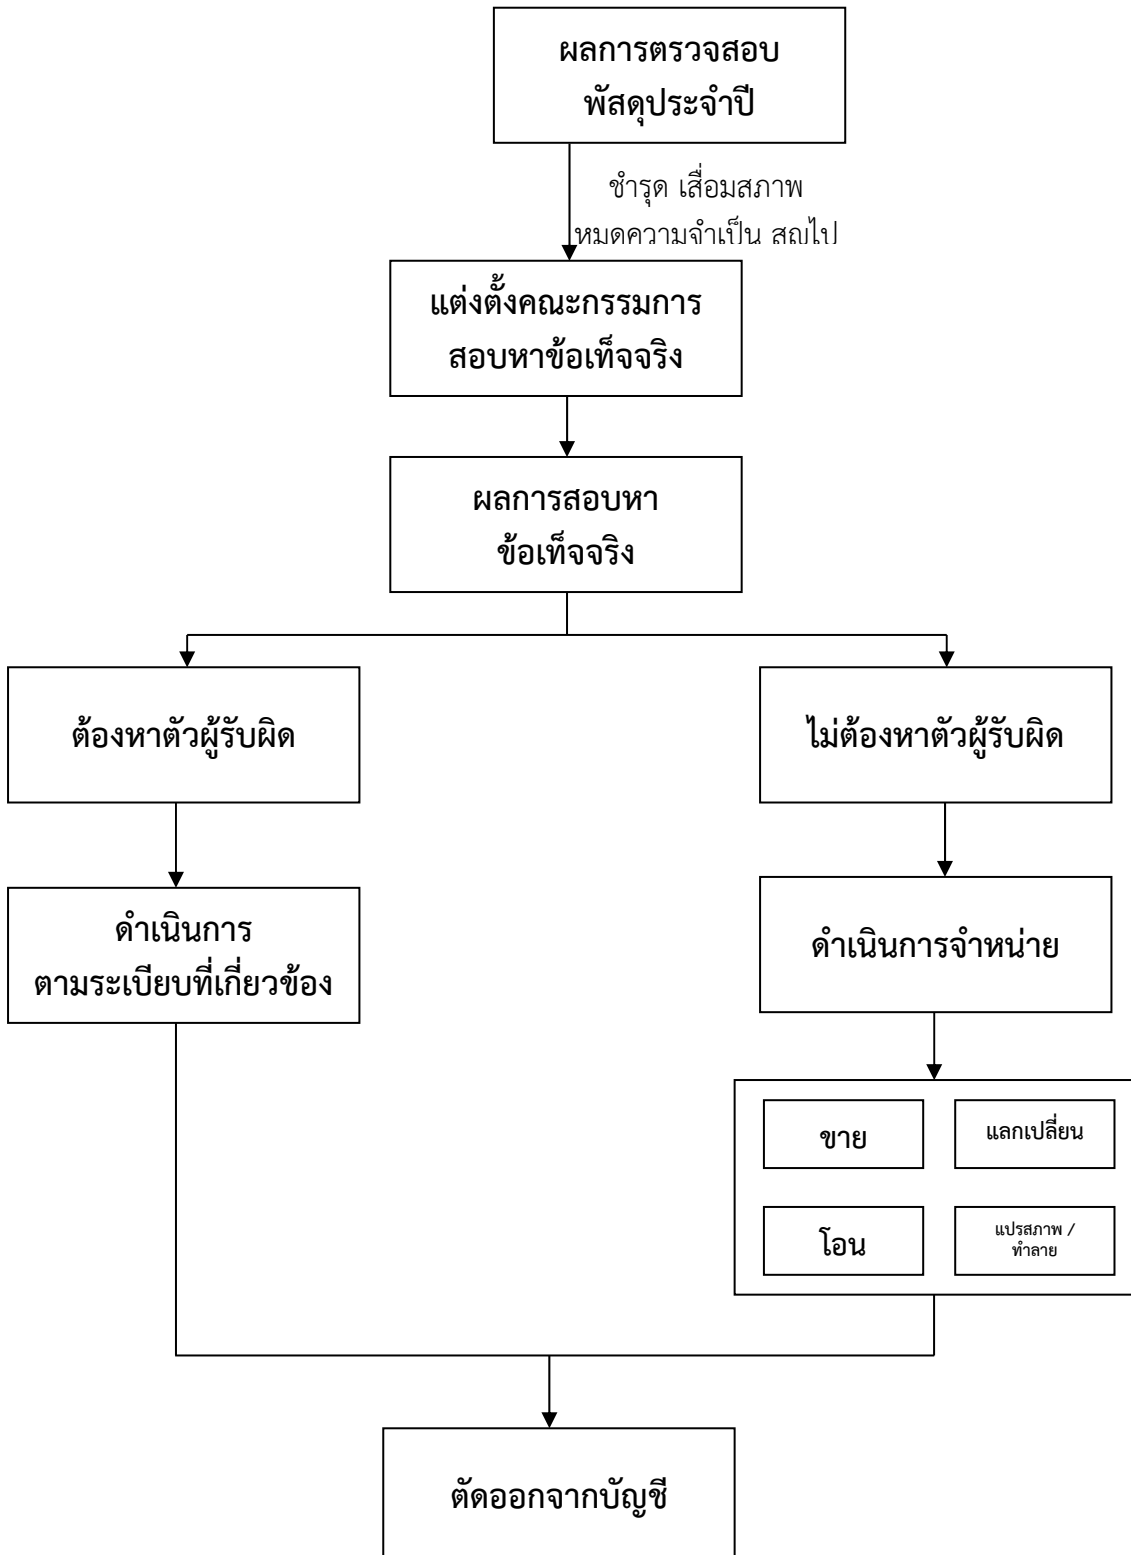 ผลการตรวจสอบ
พัสดุประจำปี
ชำรุด เสื่อมสภาพ
หมดความจำเป็น สูญไป
แต่งตั้งคณะกรรมการ
สอบหาข้อเท็จจริง
ผลการสอบหา
ข้อเท็จจริง
ต้องหาตัวผู้รับผิด
ไม่ต้องหาตัวผู้รับผิด
ดำเนินการ
ตามระเบียบที่เกี่ยวข้อง
ดำเนินการจำหน่าย
ขาย
แลกเปลี่ยน
โอน
แปรสภาพ /
ทำลาย
ตัดออกจากบัญชี